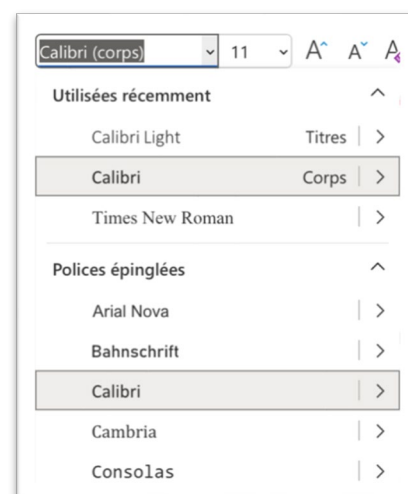 Calibri (corps) 11 A A A
Utilisées récemment
Calibri Light Titres
Calibri Corps
Times New Roman
Polices épinglées
Arial Nova
Bahnschrift
Calibri
Cambria
Consolas